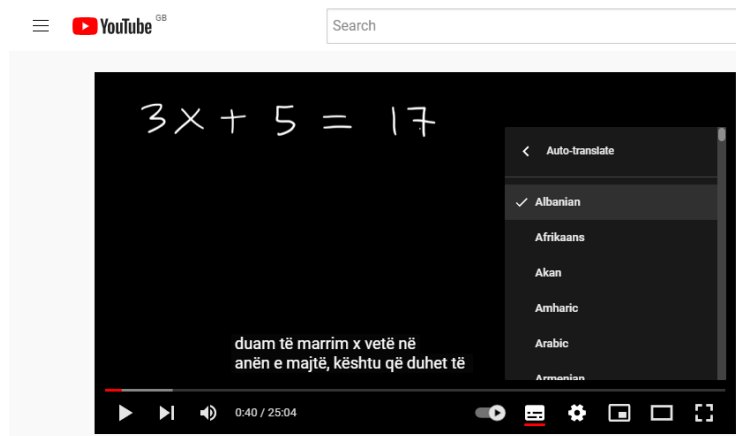 YouTube GB
Search
3x + 5 = 17
Auto-translate
Albanian
Afrikaans
Akan
Amharic
Arabic
Armenian
duam të marrim x vetë në
anën e majtë, kështu që duhet të
0:40 / 25:04